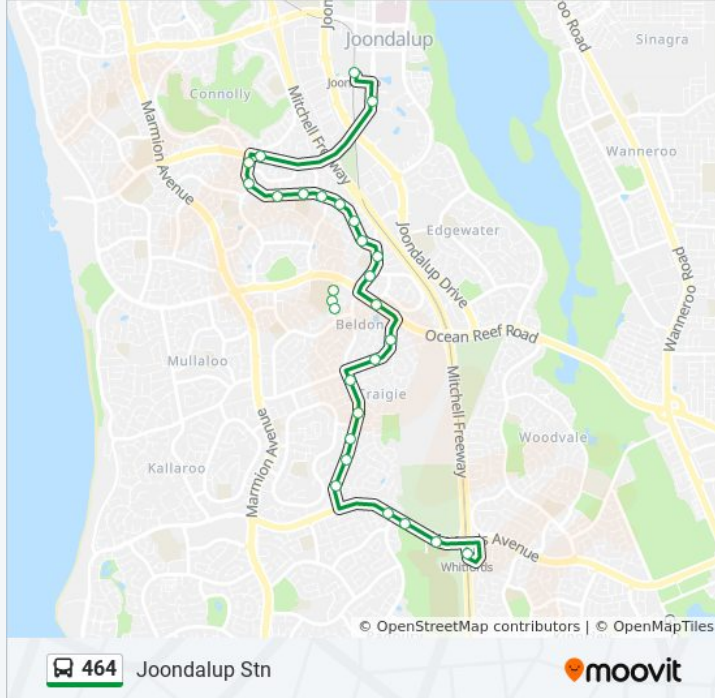 Joondalup
Sinagra
Connolly
Mitchell Freeway
Marmion Avenue
Wanneroo
Edgewater
Joondalup Drive
Wanneroo Road
Beldon
Ocean Reef Road
Mullaloo
Craigie
Mitchell Freeway
Woodvale
Marmion Avenue
Kallaroo
Avenue
Whitfords
© OpenStreetMap contributors | © OpenMapTiles
464 Joondalup Stn
moovit